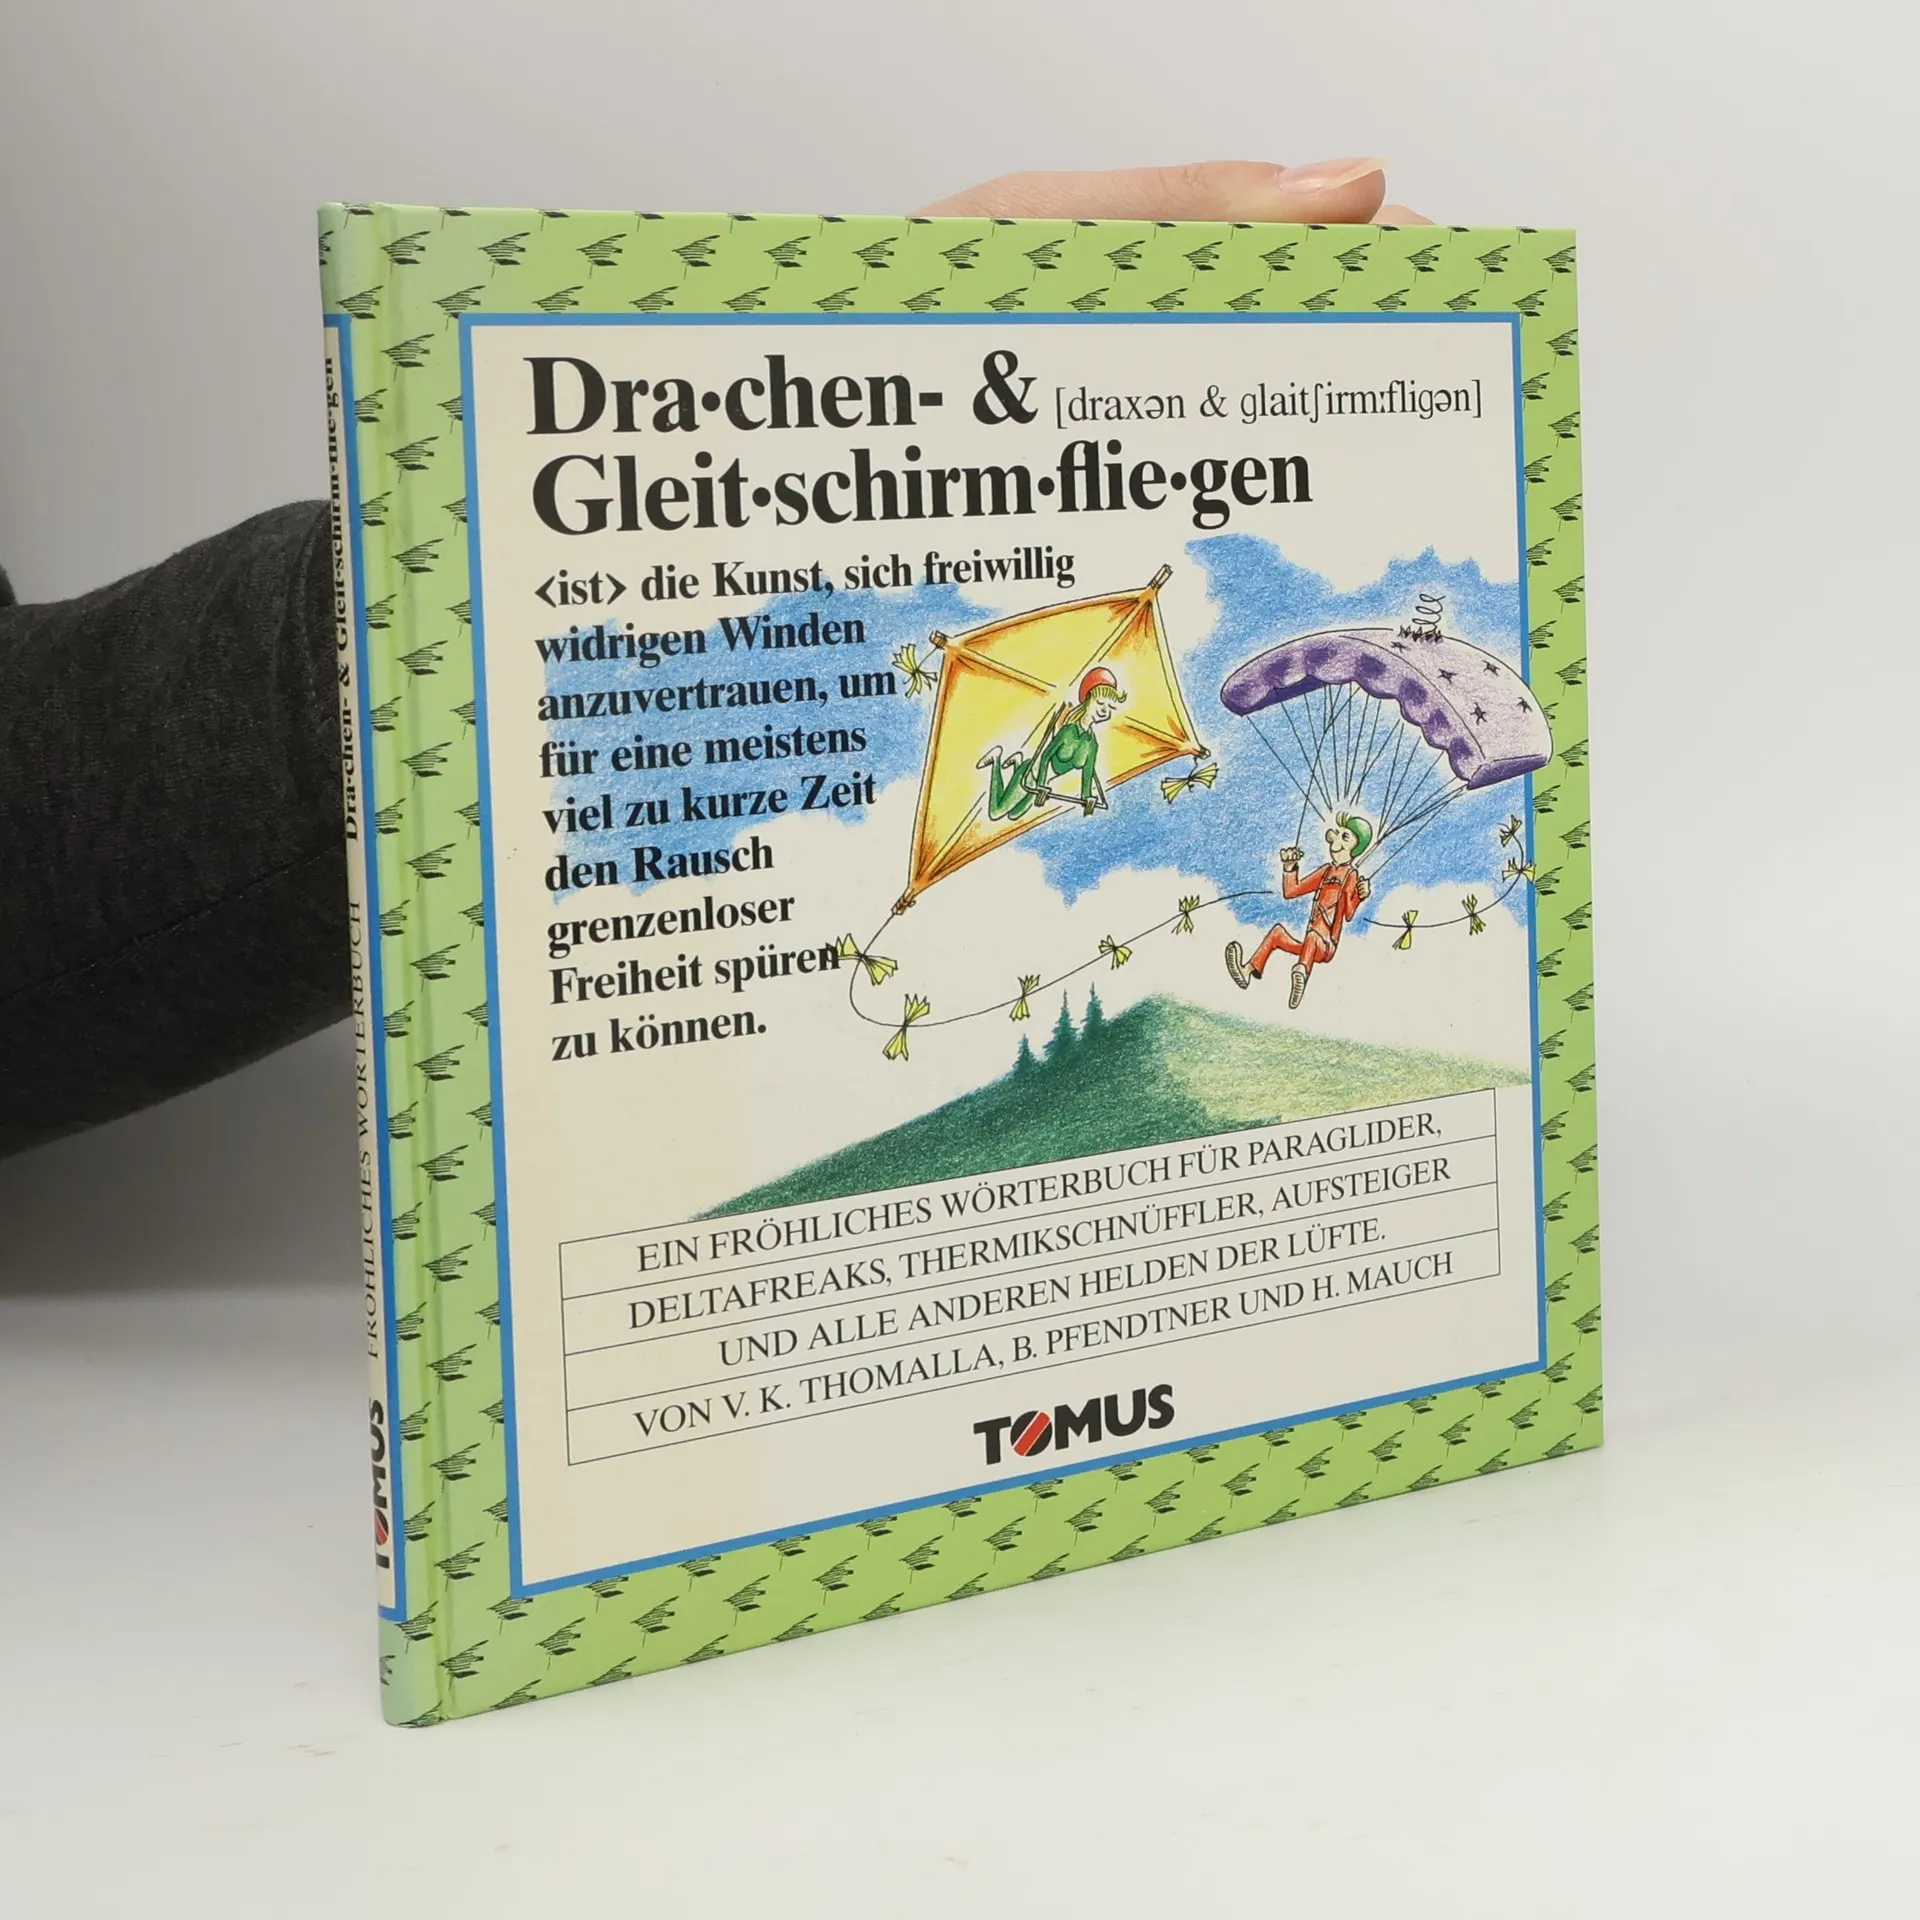 Dra•chen- & [draxən & glaitʃirm:fligən]
Gleit•schirm•flie•gen
<ist> die Kunst, sich freiwillig
widrigen Winden
anzuvertrauen, um
für eine meistens
viel zu kurze Zeit
den Rausch
grenzenloser
Freiheit spüren
zu können.
EIN FRÖHLICHES WÖRTERBUCH FÜR PARAGLIDER,
DELTAFREAKS, THERMIKSCHNÜFFLER, AUFSTEIGER
UND ALLE ANDEREN HELDEN DER LÜFTE.
VON V. K. THOMALLA, B. PFENDTNER UND H. MAUCH
TOMUS
Dra•chen- & Gleit•schirm•flie•gen
FRÖHLICHES WÖRTERBUCH
TOMUS